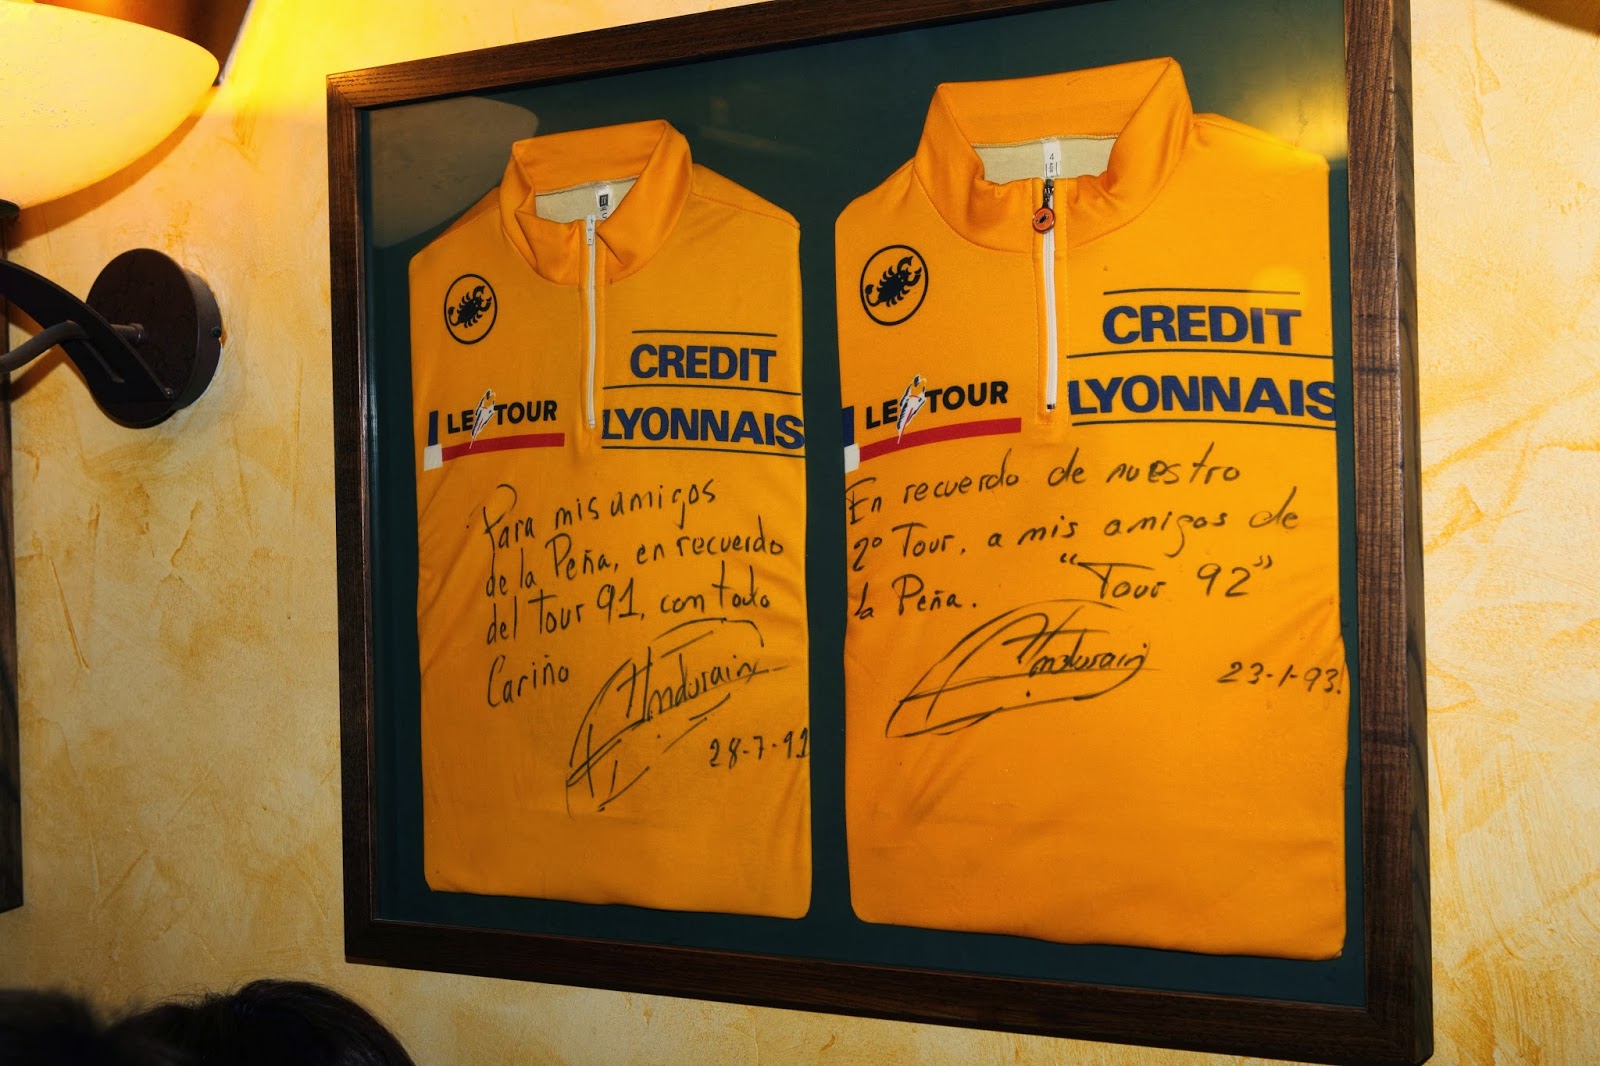 LE TOUR
CREDIT
LYONNAIS
Para mis amigos
de la Peña, en recuerdo
del Tour 91, con todo
Cariño
Indurain
28-7-91
4
LE TOUR
CREDIT
LYONNAIS
En recuerdo de nuestro
2º Tour, a mis amigos de
la Peña. "Tour 92"
Indurain
23-1-93!